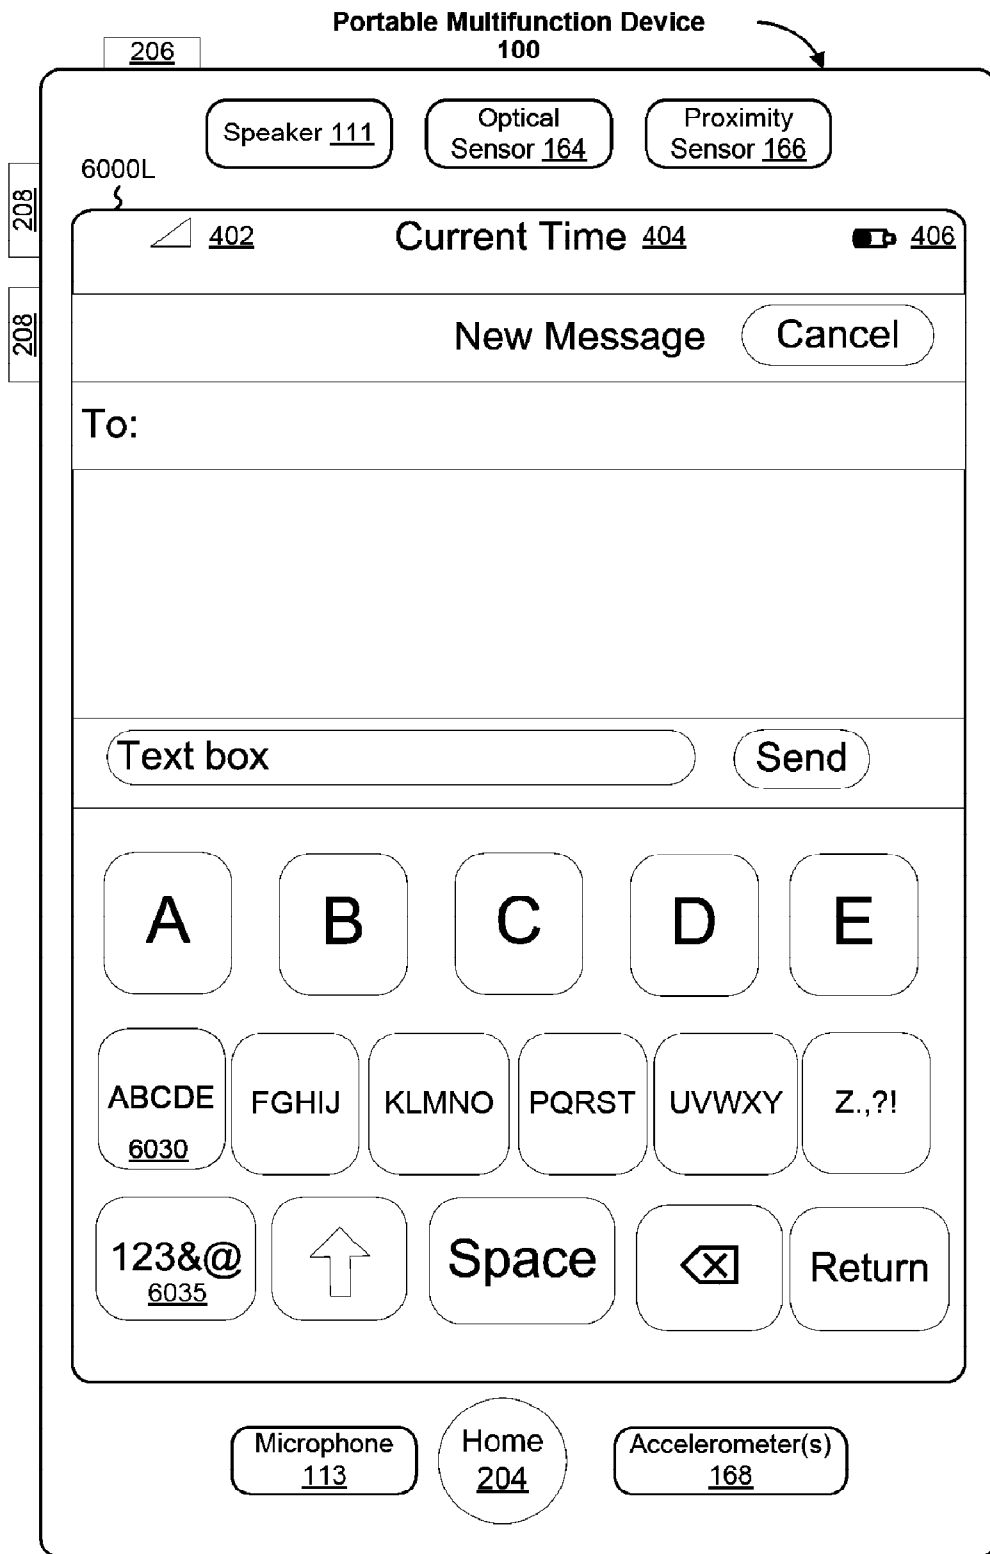 Portable Multifunction Device
100
206
Speaker 111
Optical
Sensor 164
Proximity
Sensor 166
6000L
208
208
402
Current Time 404
406
New Message
Cancel
To:
Text box
Send
A
B
C
D
E
ABCDE
6030
FGHIJ
KLMNO
PQRST
UVWXY
Z.,?!
123&@
6035
Space
Return
Microphone
113
Home
204
Accelerometer(s)
168